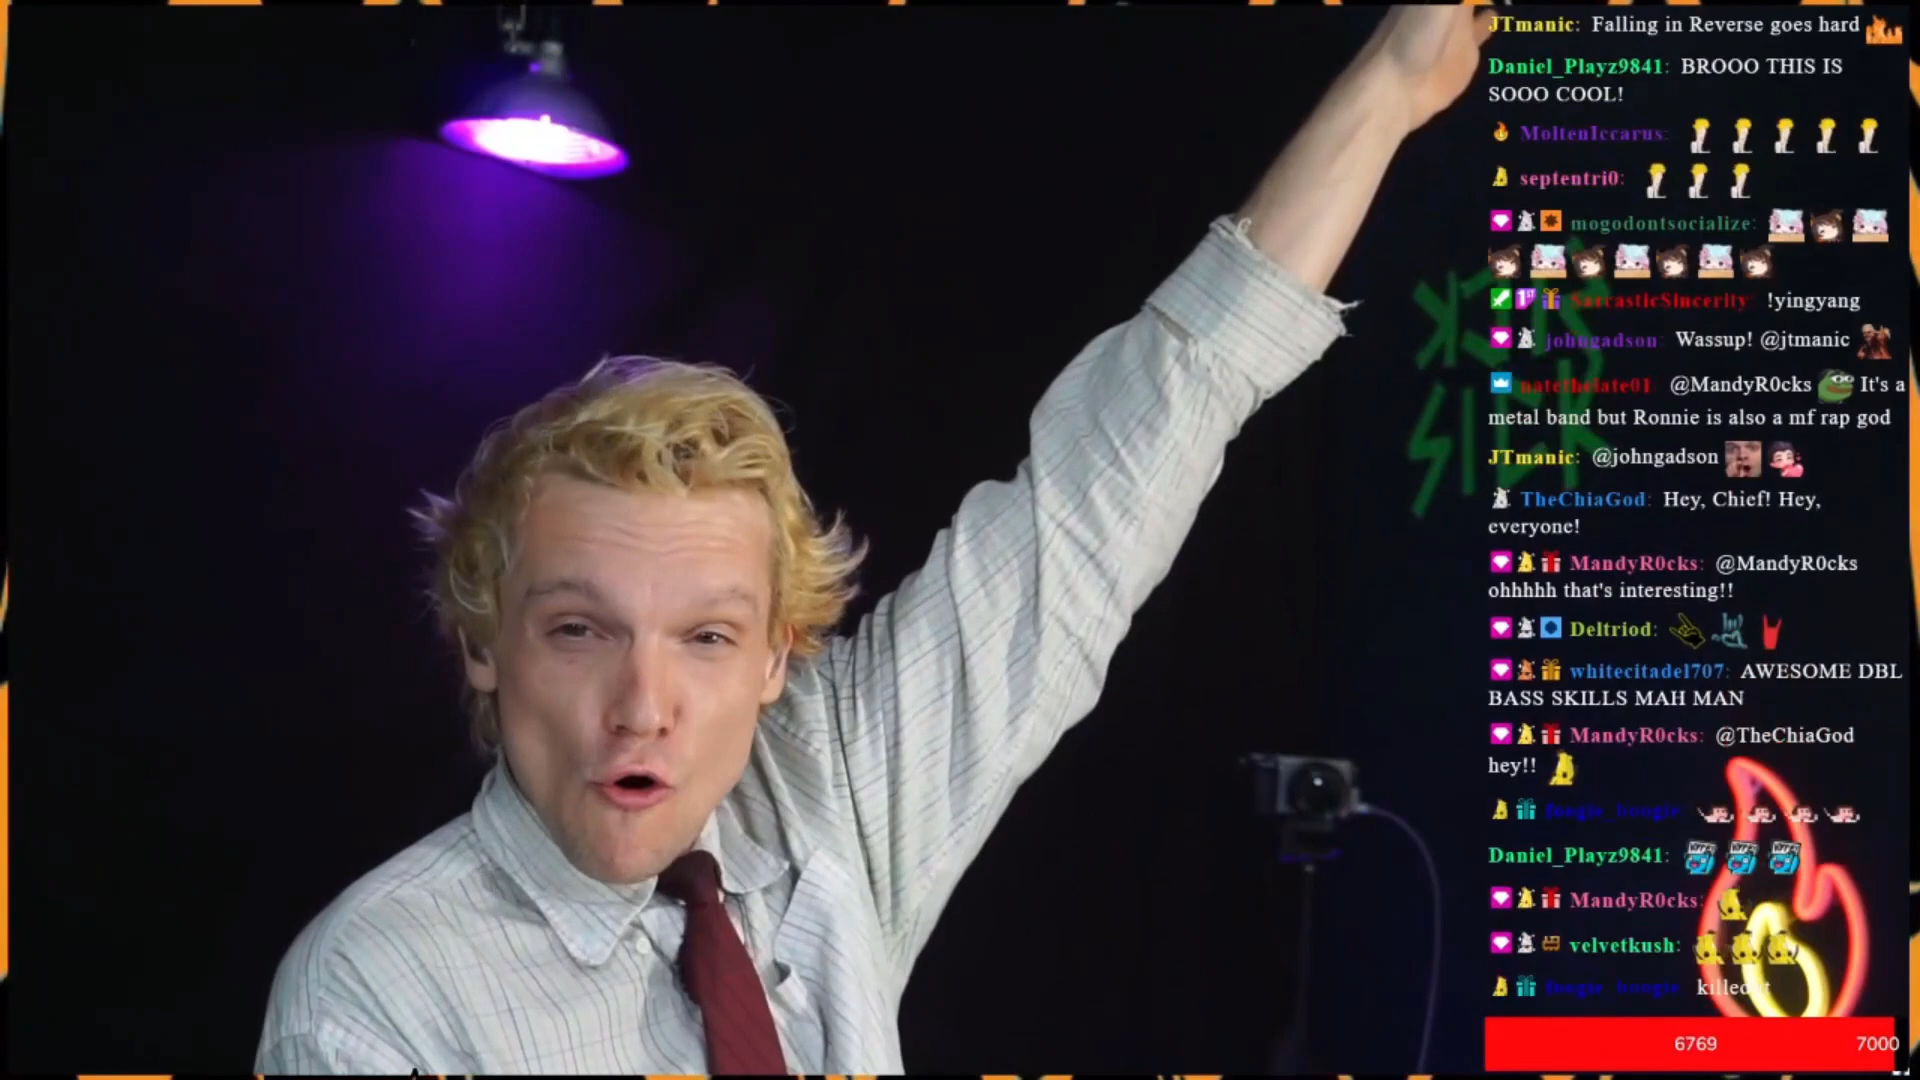 JTmanic: Falling in Reverse goes hard
Daniel_Playz9841: BROOO THIS IS
SOOO COOL!
MoltenIccarus:
septentri0:
mogodontsocialize:
SarcasticSincerity: !yingyang
johngadson: Wassup! @jtmanic
natethelate01: @MandyR0cks It's a
metal band but Ronnie is also a mf rap god
JTmanic: @johngadson
TheChiaGod: Hey, Chief! Hey,
everyone!
MandyR0cks: @MandyR0cks
ohhhhh that's interesting!!
Deltriod:
whitecitadel707: AWESOME DBL
BASS SKILLS MAH MAN
MandyR0cks: @TheChiaGod
hey!!
Daniel_Playz9841:
MandyR0cks:
velvetkush:
6769 7000